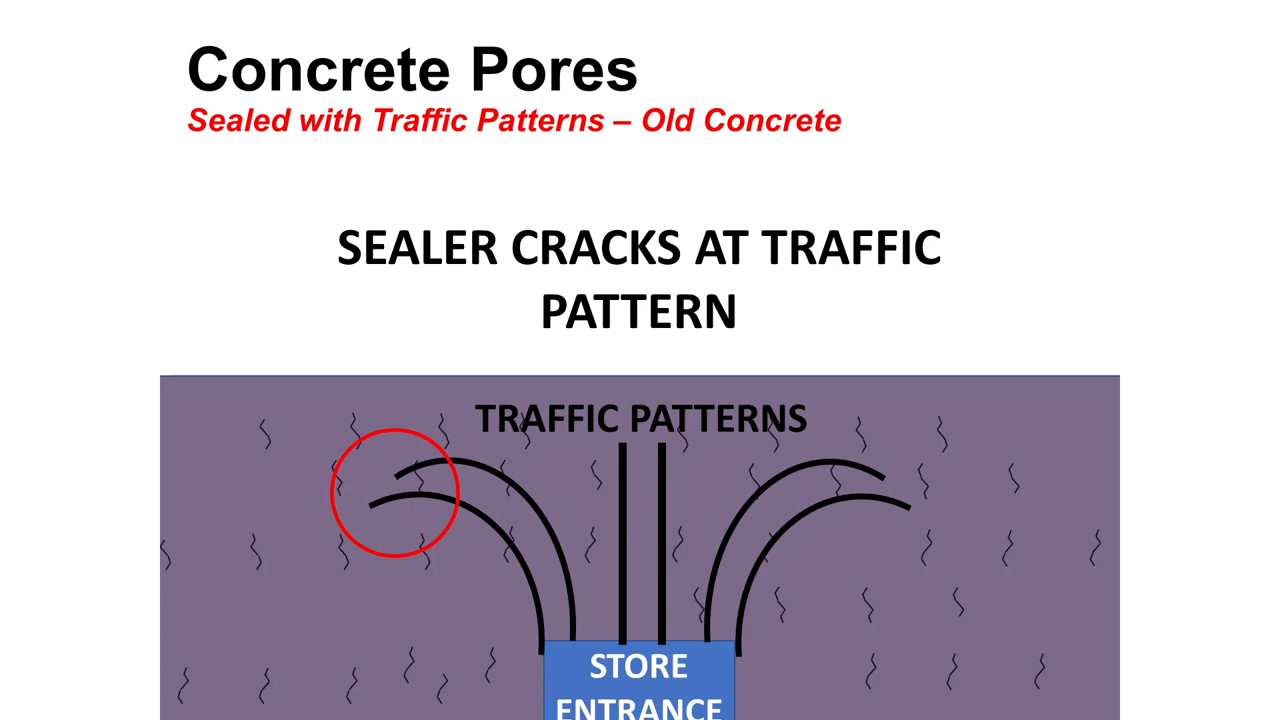 Concrete Pores
Sealed with Traffic Patterns – Old Concrete
SEALER CRACKS AT TRAFFIC
PATTERN
TRAFFIC PATTERNS
STORE
ENTRANCE